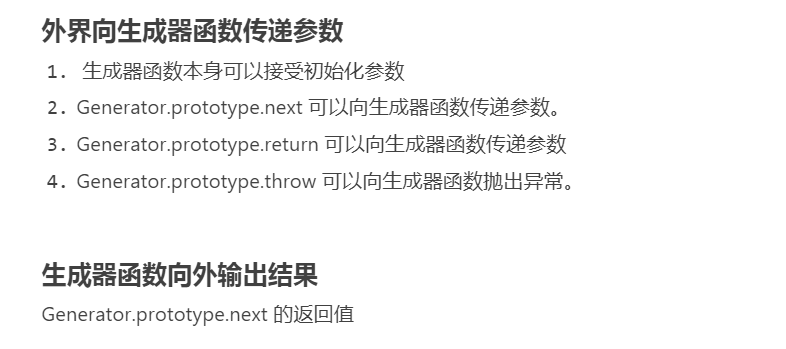 外界向生成器函数传递参数
1. 生成器函数本身可以接受初始化参数
2. Generator.prototype.next 可以向生成器函数传递参数。
3. Generator.prototype.return 可以向生成器函数传递参数
4. Generator.prototype.throw 可以向生成器函数抛出异常。
生成器函数向外输出结果
Generator.prototype.next 的返回值